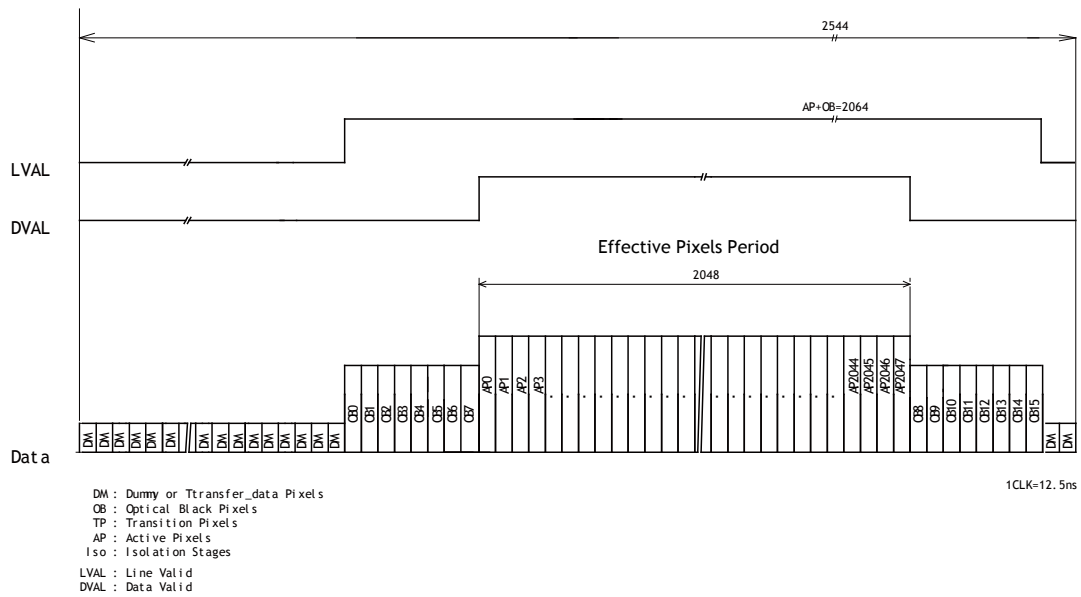 2544
AP+OB=2064
LVAL
DVAL
Effective Pixels Period
2048
AP0 AP1 AP2 AP3 . . . . . . . . . . . . . . . . . AP2044 AP2045 AP2046 AP2047
OB0 OB1 OB2 OB3 OB4 OB5 OB6 OB7 OB8 OB9 OB10 OB11 OB12 OB13 OB14 OB15
DM DM DM DM DM DM DM DM DM DM DM DM DM DM DM DM DM
Data
1CLK=12.5ns
DM : Dummy or Ttransfer_data Pixels
OB : Optical Black Pixels
TP : Transition Pixels
AP : Active Pixels
Iso : Isolation Stages
LVAL : Line Valid
DVAL : Data Valid